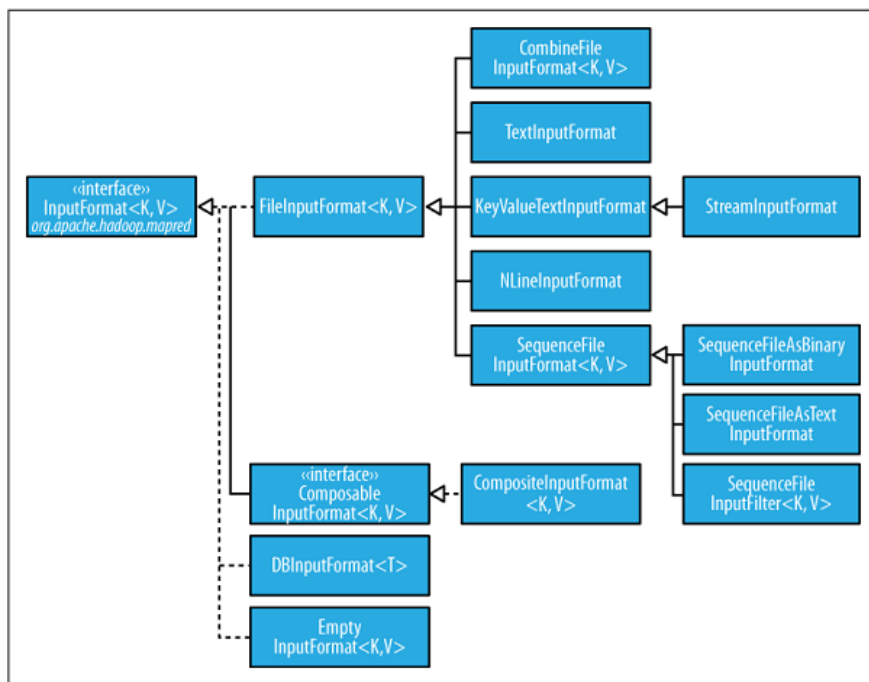 CombineFile
InputFormat<K, V>
TextInputFormat
‹‹interface››
InputFormat<K, V>
org.apache.hadoop.mapred
FileInputFormat<K, V>
KeyValueTextInputFormat
StreamInputFormat
NLineInputFormat
SequenceFile
InputFormat<K, V>
SequenceFileAsBinary
InputFormat
SequenceFileAsText
InputFormat
‹‹interface››
Composable
InputFormat<K, V>
CompositeInputFormat
<K, V>
SequenceFile
InputFilter<K, V>
DBInputFormat<T>
Empty
InputFormat<K,V>